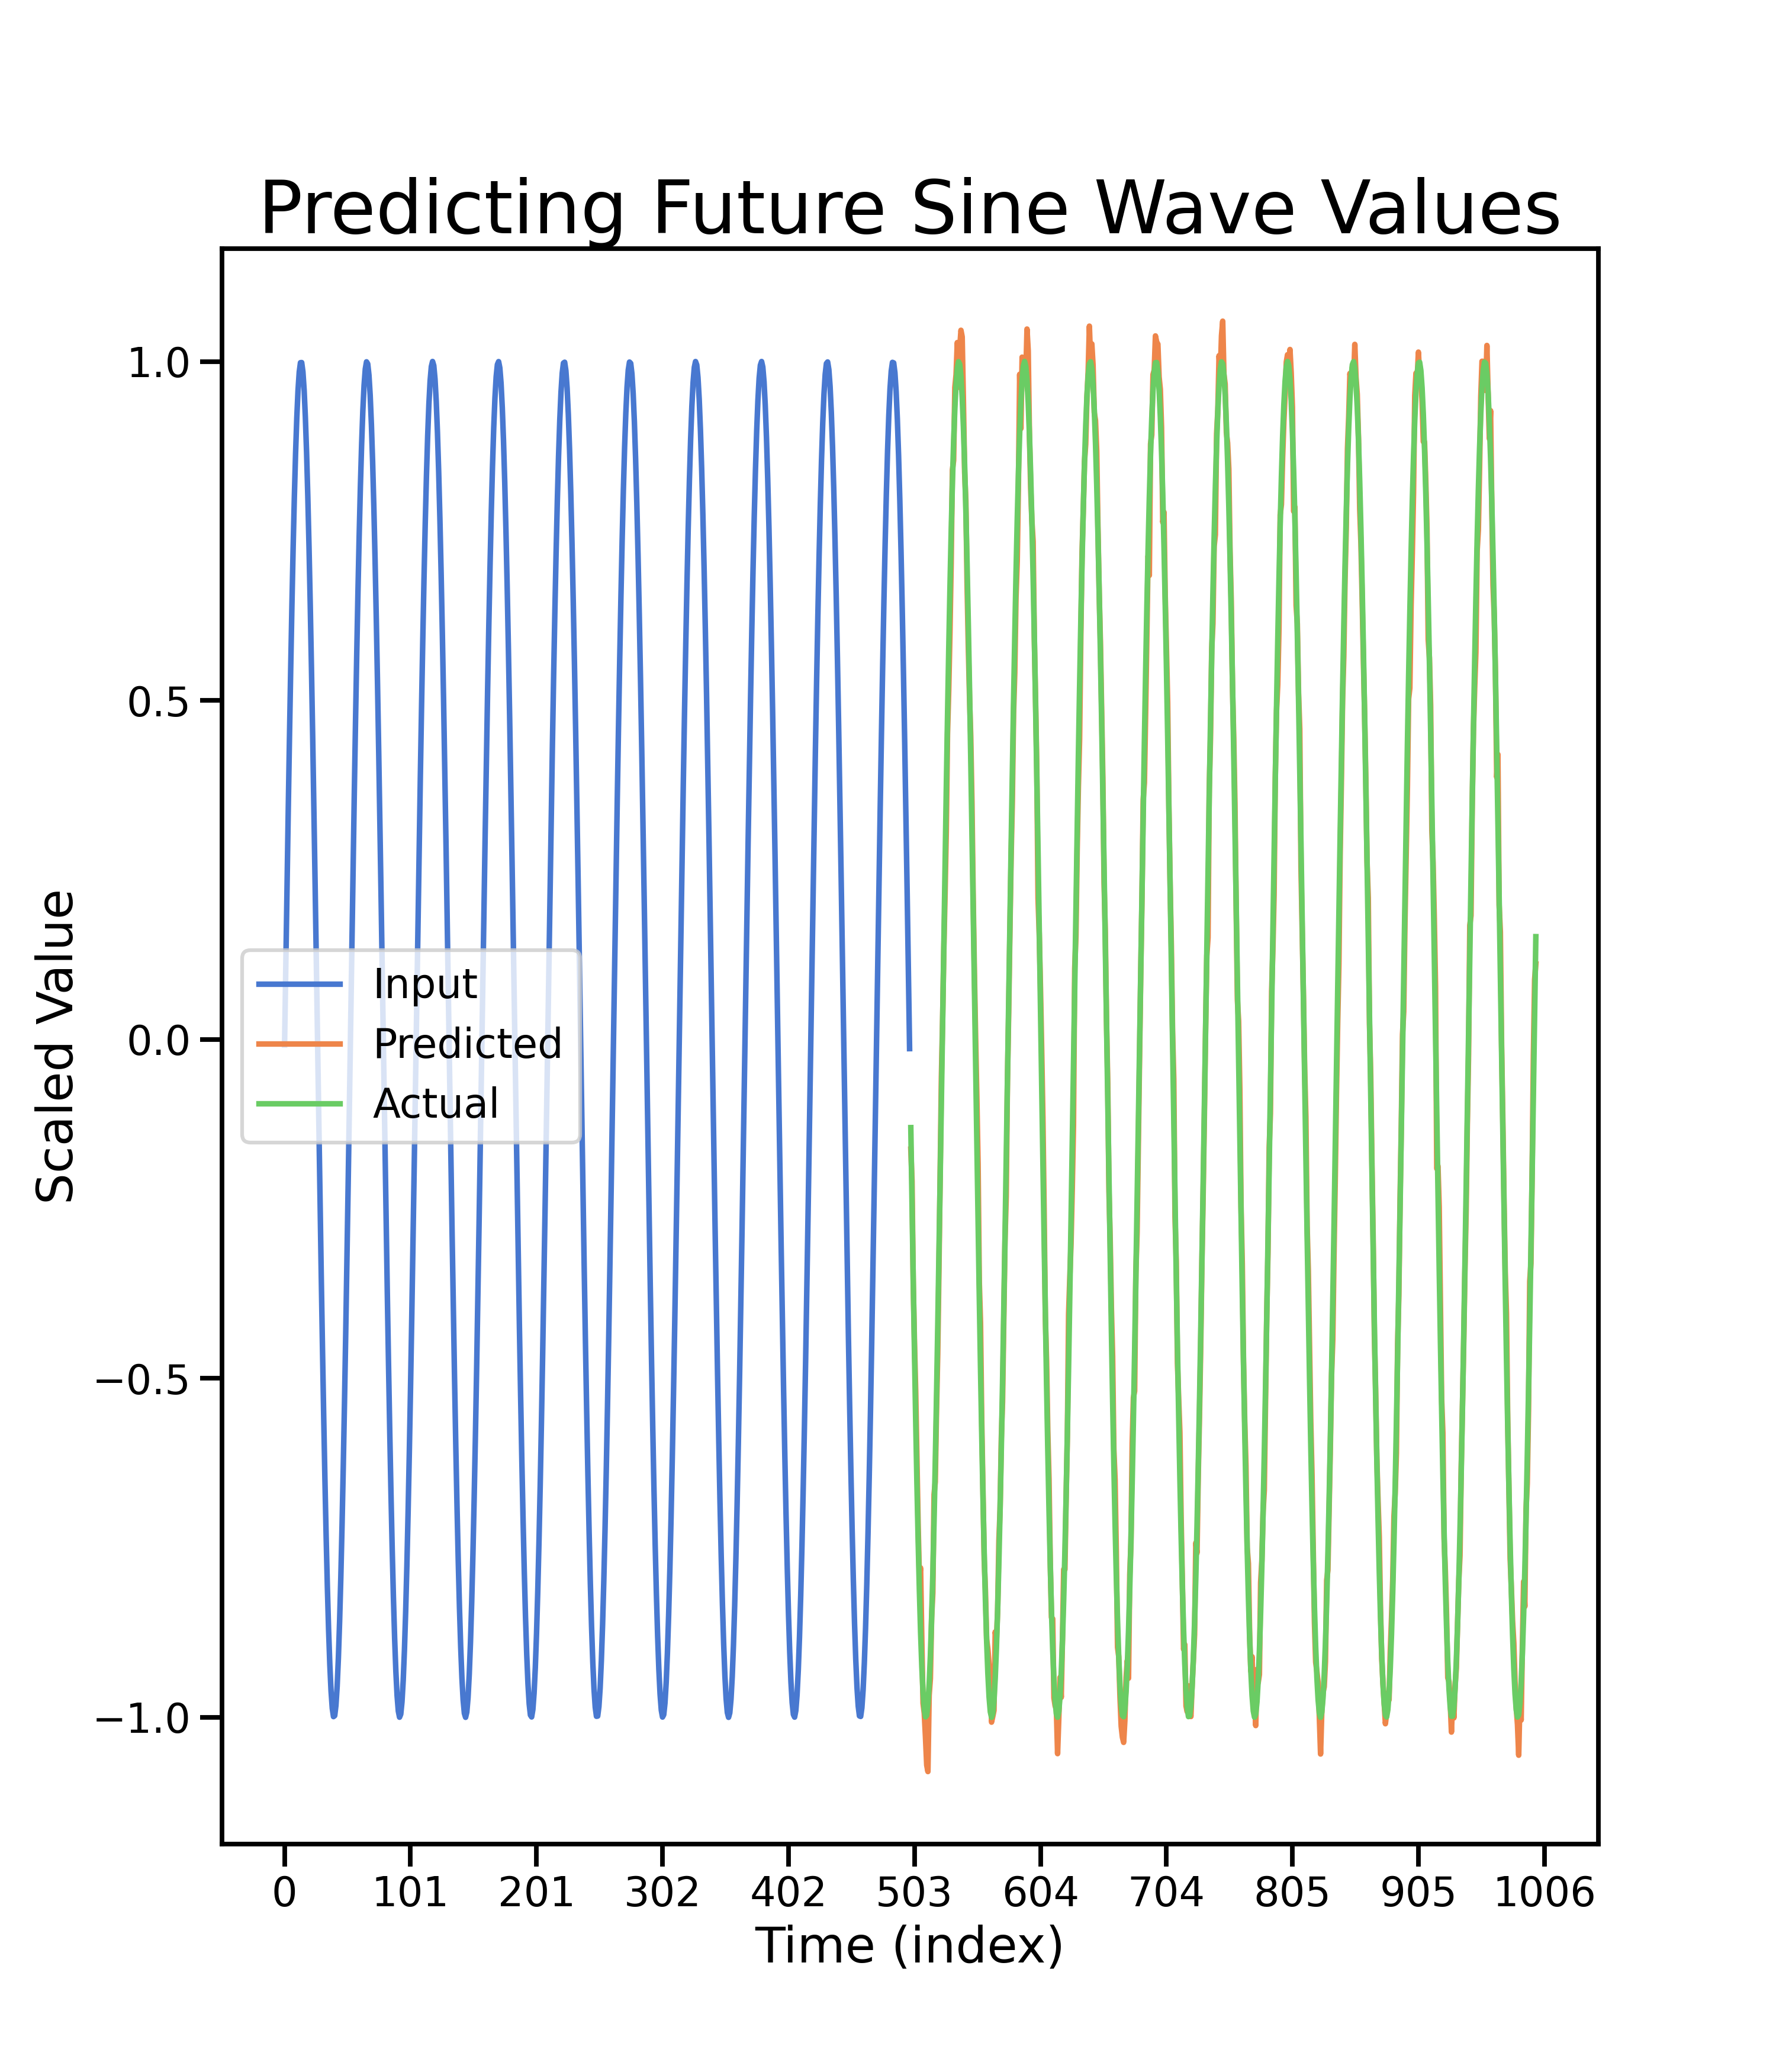 Predicting Future Sine Wave Values
1.0
0.5
0.0
−0.5
−1.0
Scaled Value
Input
Predicted
Actual
0 101 201 302 402 503 604 704 805 905 1006
Time (index)